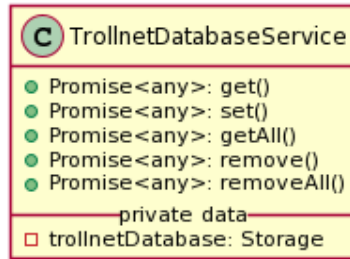 C TrollnetDatabaseService
Promise<any>: get()
Promise<any>: set()
Promise<any>: getAll()
Promise<any>: remove()
Promise<any>: removeAll()
private data
trollnetDatabase: Storage